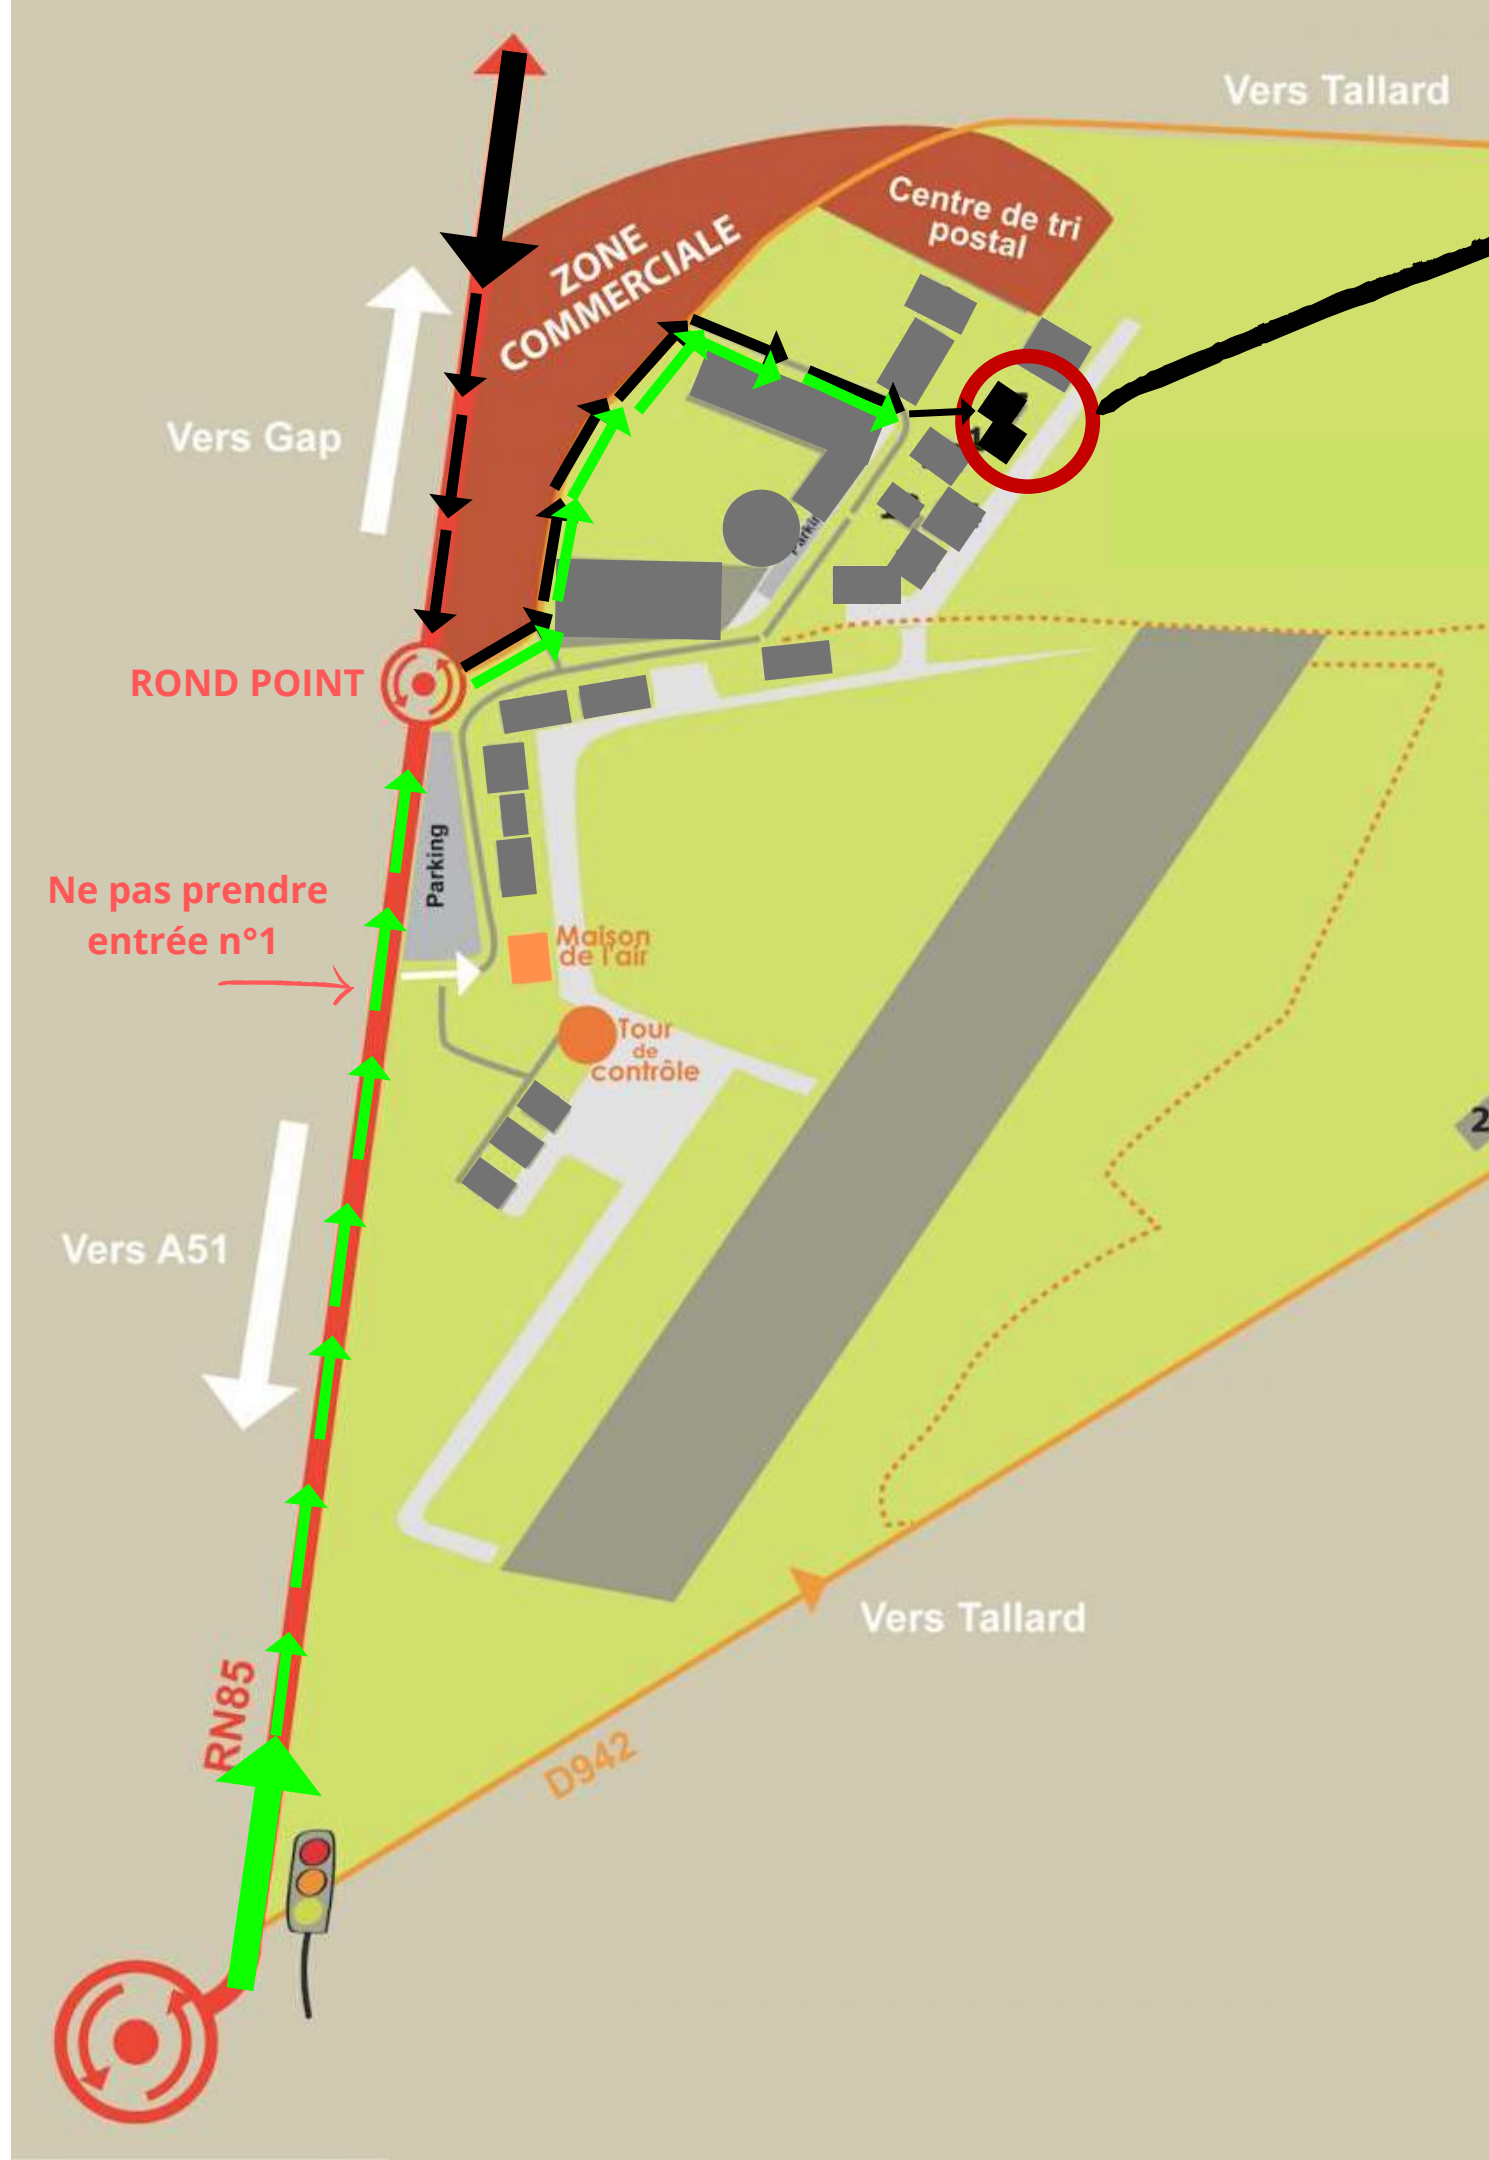 Vers Tallard
Centre de tri
postal
ZONE
COMMERCIALE
Vers Gap
ROND POINT
Parking
Ne pas prendre
entrée n°1
Maison
de l'air
Tour
de
contrôle
2
Vers A51
Vers Tallard
RN85
D942